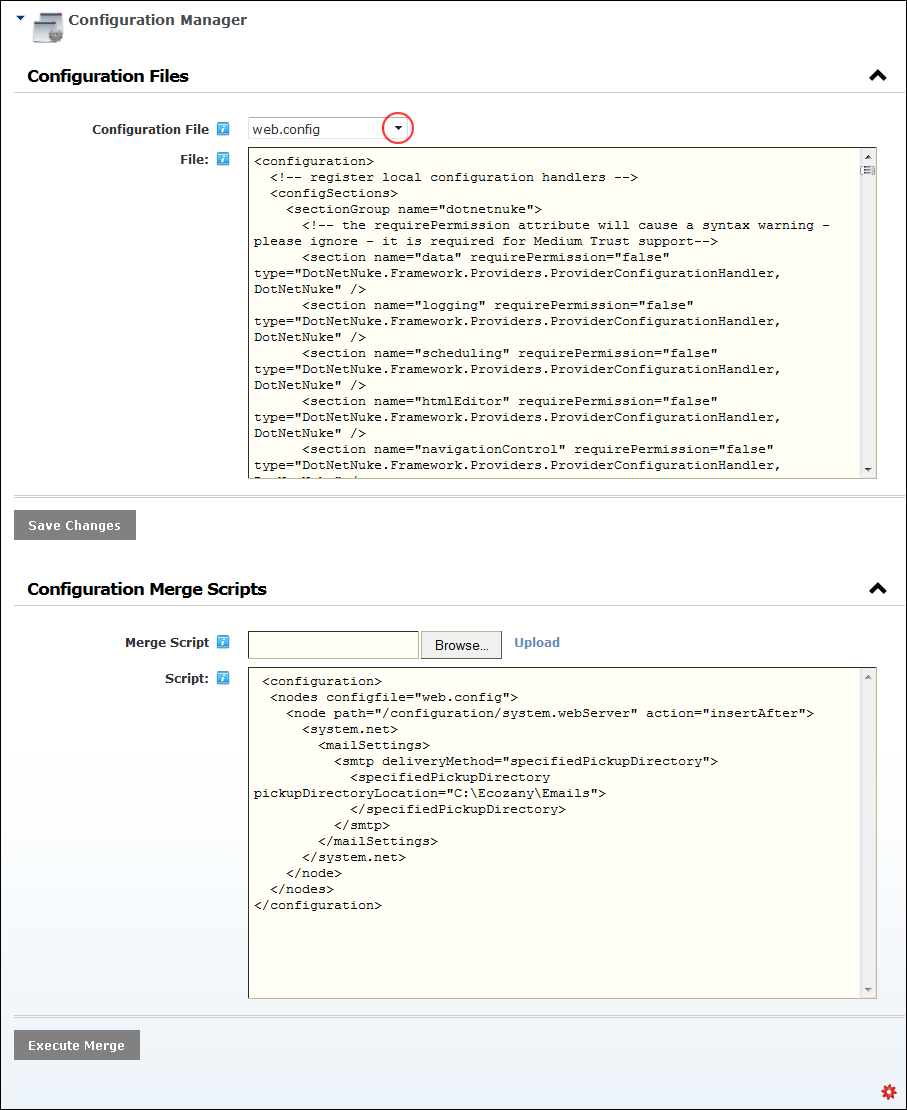 Configuration Manager
Configuration Files
Configuration File
web.config
File:
<configuration>
  <!-- register local configuration handlers -->
  <configSections>
    <sectionGroup name="dotnetnuke">
      <!-- the requirePermission attribute will cause a syntax warning -
please ignore - it is required for Medium Trust support-->
      <section name="data" requirePermission="false"
type="DotNetNuke.Framework.Providers.ProviderConfigurationHandler,
DotNetNuke" />
      <section name="logging" requirePermission="false"
type="DotNetNuke.Framework.Providers.ProviderConfigurationHandler,
DotNetNuke" />
      <section name="scheduling" requirePermission="false"
type="DotNetNuke.Framework.Providers.ProviderConfigurationHandler,
DotNetNuke" />
      <section name="htmlEditor" requirePermission="false"
type="DotNetNuke.Framework.Providers.ProviderConfigurationHandler,
DotNetNuke" />
      <section name="navigationControl" requirePermission="false"
type="DotNetNuke.Framework.Providers.ProviderConfigurationHandler,
Save Changes
Configuration Merge Scripts
Merge Script
Browse...
Upload
Script:
<configuration>
  <nodes configfile="web.config">
    <node path="/configuration/system.webServer" action="insertAfter">
      <system.net>
        <mailSettings>
          <smtp deliveryMethod="specifiedPickupDirectory">
            <specifiedPickupDirectory
pickupDirectoryLocation="C:\Ecozany\Emails">
            </specifiedPickupDirectory>
          </smtp>
        </mailSettings>
      </system.net>
    </node>
  </nodes>
</configuration>
Execute Merge